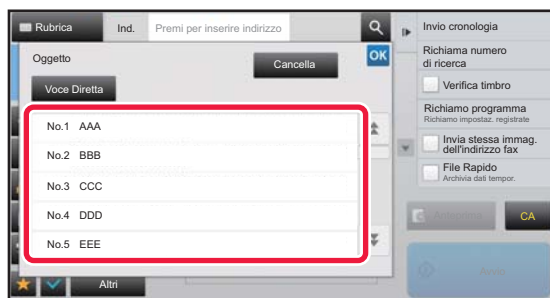 Rubrica
Ind.
Premi per inserire indirizzo
Oggetto
Cancella
OK
Voce Diretta
No.1 AAA
No.2 BBB
No.3 CCC
No.4 DDD
No.5 EEE
Altri
Invio cronologia
Richiama numero
di ricerca
Verifica timbro
Richiamo programma
Richiamo impostaz. registrate
Invia stessa immag.
dell'indirizzo fax
File Rapido
Archivia dati tempor.
Anteprima
CA
Avvio